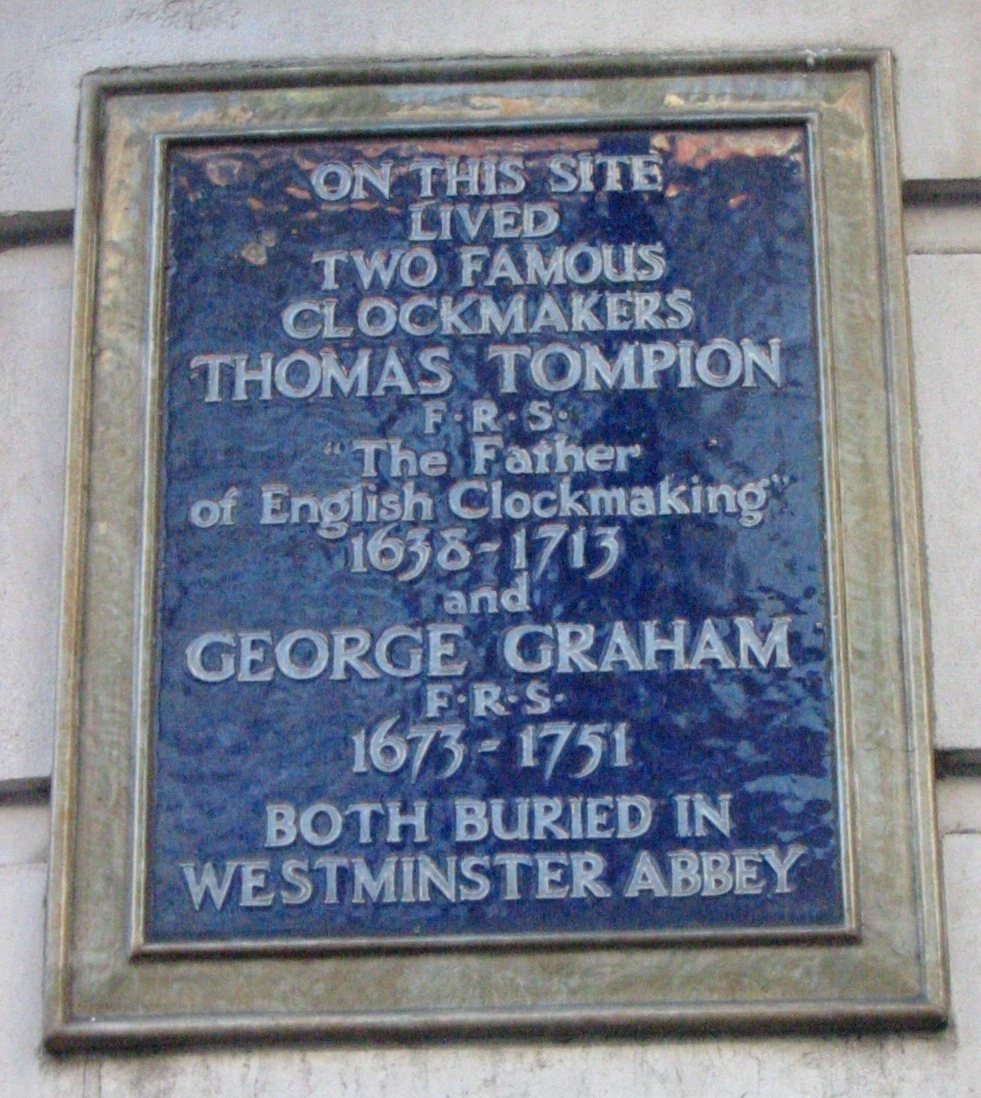 ON THIS SITE
LIVED
TWO FAMOUS
CLOCKMAKERS
THOMAS TOMPION
F·R·S·
"The Father
of English Clockmaking"
1638-1713
and
GEORGE GRAHAM
F·R·S·
1673-1751
BOTH BURIED IN
WESTMINSTER ABBEY